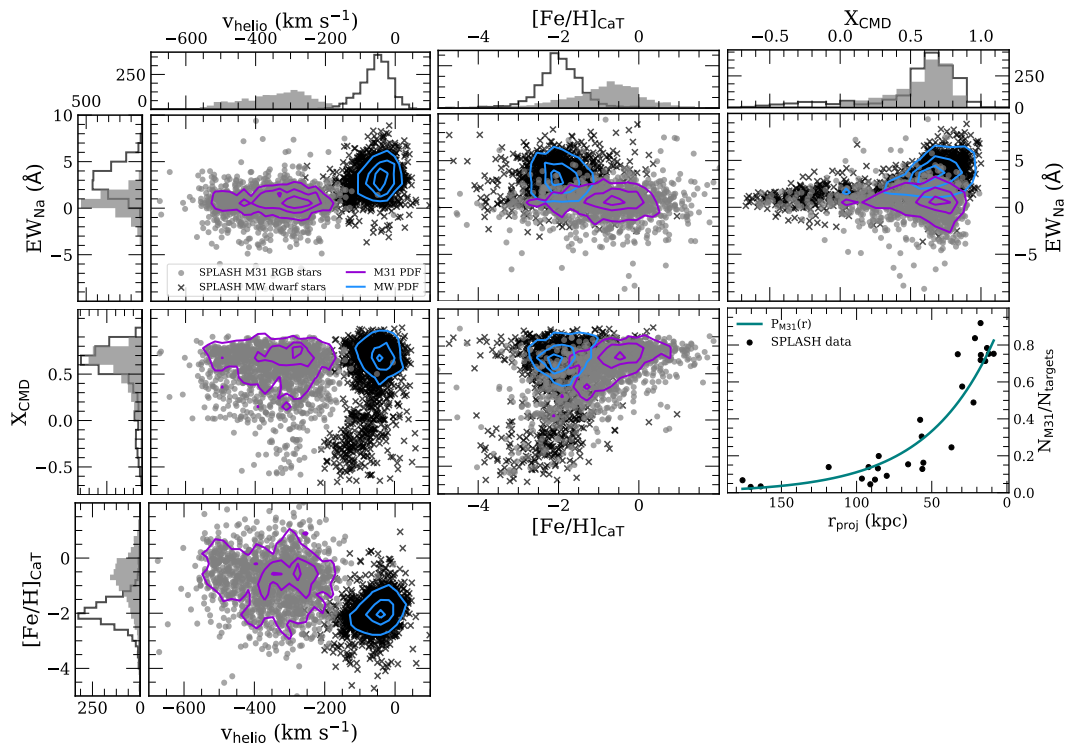 v_helio (km s⁻¹)
[Fe/H]_CaT
X_CMD
−600 −400 −200 0
−4 −2 0
−0.5 0.0 0.5 1.0
250
0
250
0
500
10
5
0
−5
EW_Na (Å)
SPLASH M31 RGB stars
SPLASH MW dwarf stars
M31 PDF
MW PDF
5
0
−5
EW_Na (Å)
X_CMD
0.5
0.0
−0.5
−4 −2 0
[Fe/H]_CaT
P_M31(r)
SPLASH data
0.8
0.6
0.4
0.2
0.0
N_M31/N_targets
150 100 50 0
r_proj (kpc)
[Fe/H]_CaT
0
−2
−4
250 0
−600 −400 −200 0
v_helio (km s⁻¹)